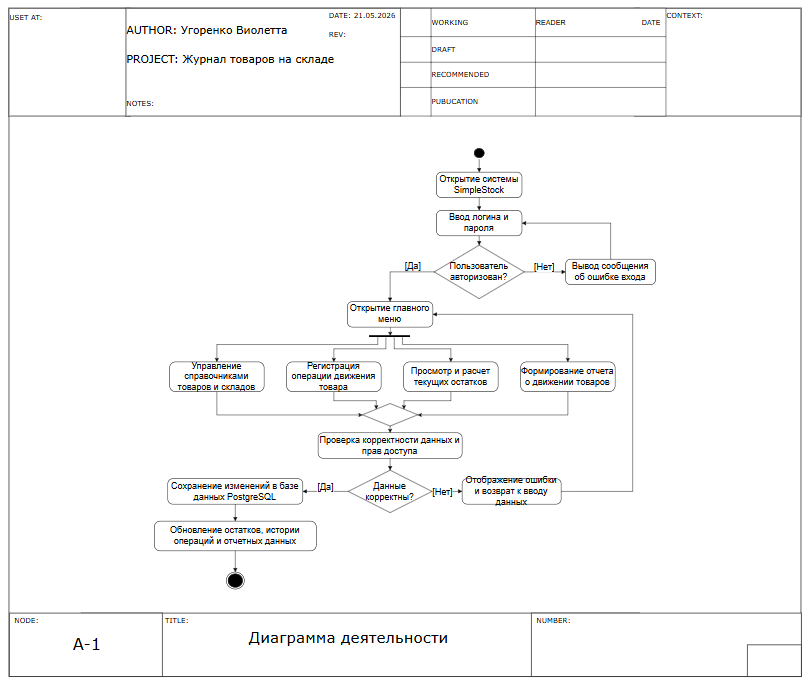 USET AT:
AUTHOR: Угоренко Виолетта
DATE: 21.05.2026
REV:
PROJECT: Журнал товаров на складе
NOTES:
WORKING
READER
DATE
DRAFT
RECOMMENDED
PUBUCATION
CONTEXT:
Открытие системы
SimpleStock
Ввод логина и
пароля
Пользователь
авторизован?
[Да]
[Нет]
Вывод сообщения
об ошибке входа
Открытие главного
меню
Управление
справочниками
товаров и складов
Регистрация
операции движения
товара
Просмотр и расчет
текущих остатков
Формирование отчета
о движении товаров
Проверка корректности данных и
прав доступа
Данные
корректны?
[Да]
[Нет]
Сохранение изменений в базе
данных PostgreSQL
Отображение ошибки
и возврат к вводу
данных
Обновление остатков, истории
операций и отчетных данных
NODE:
A-1
TITLE:
Диаграмма деятельности
NUMBER: